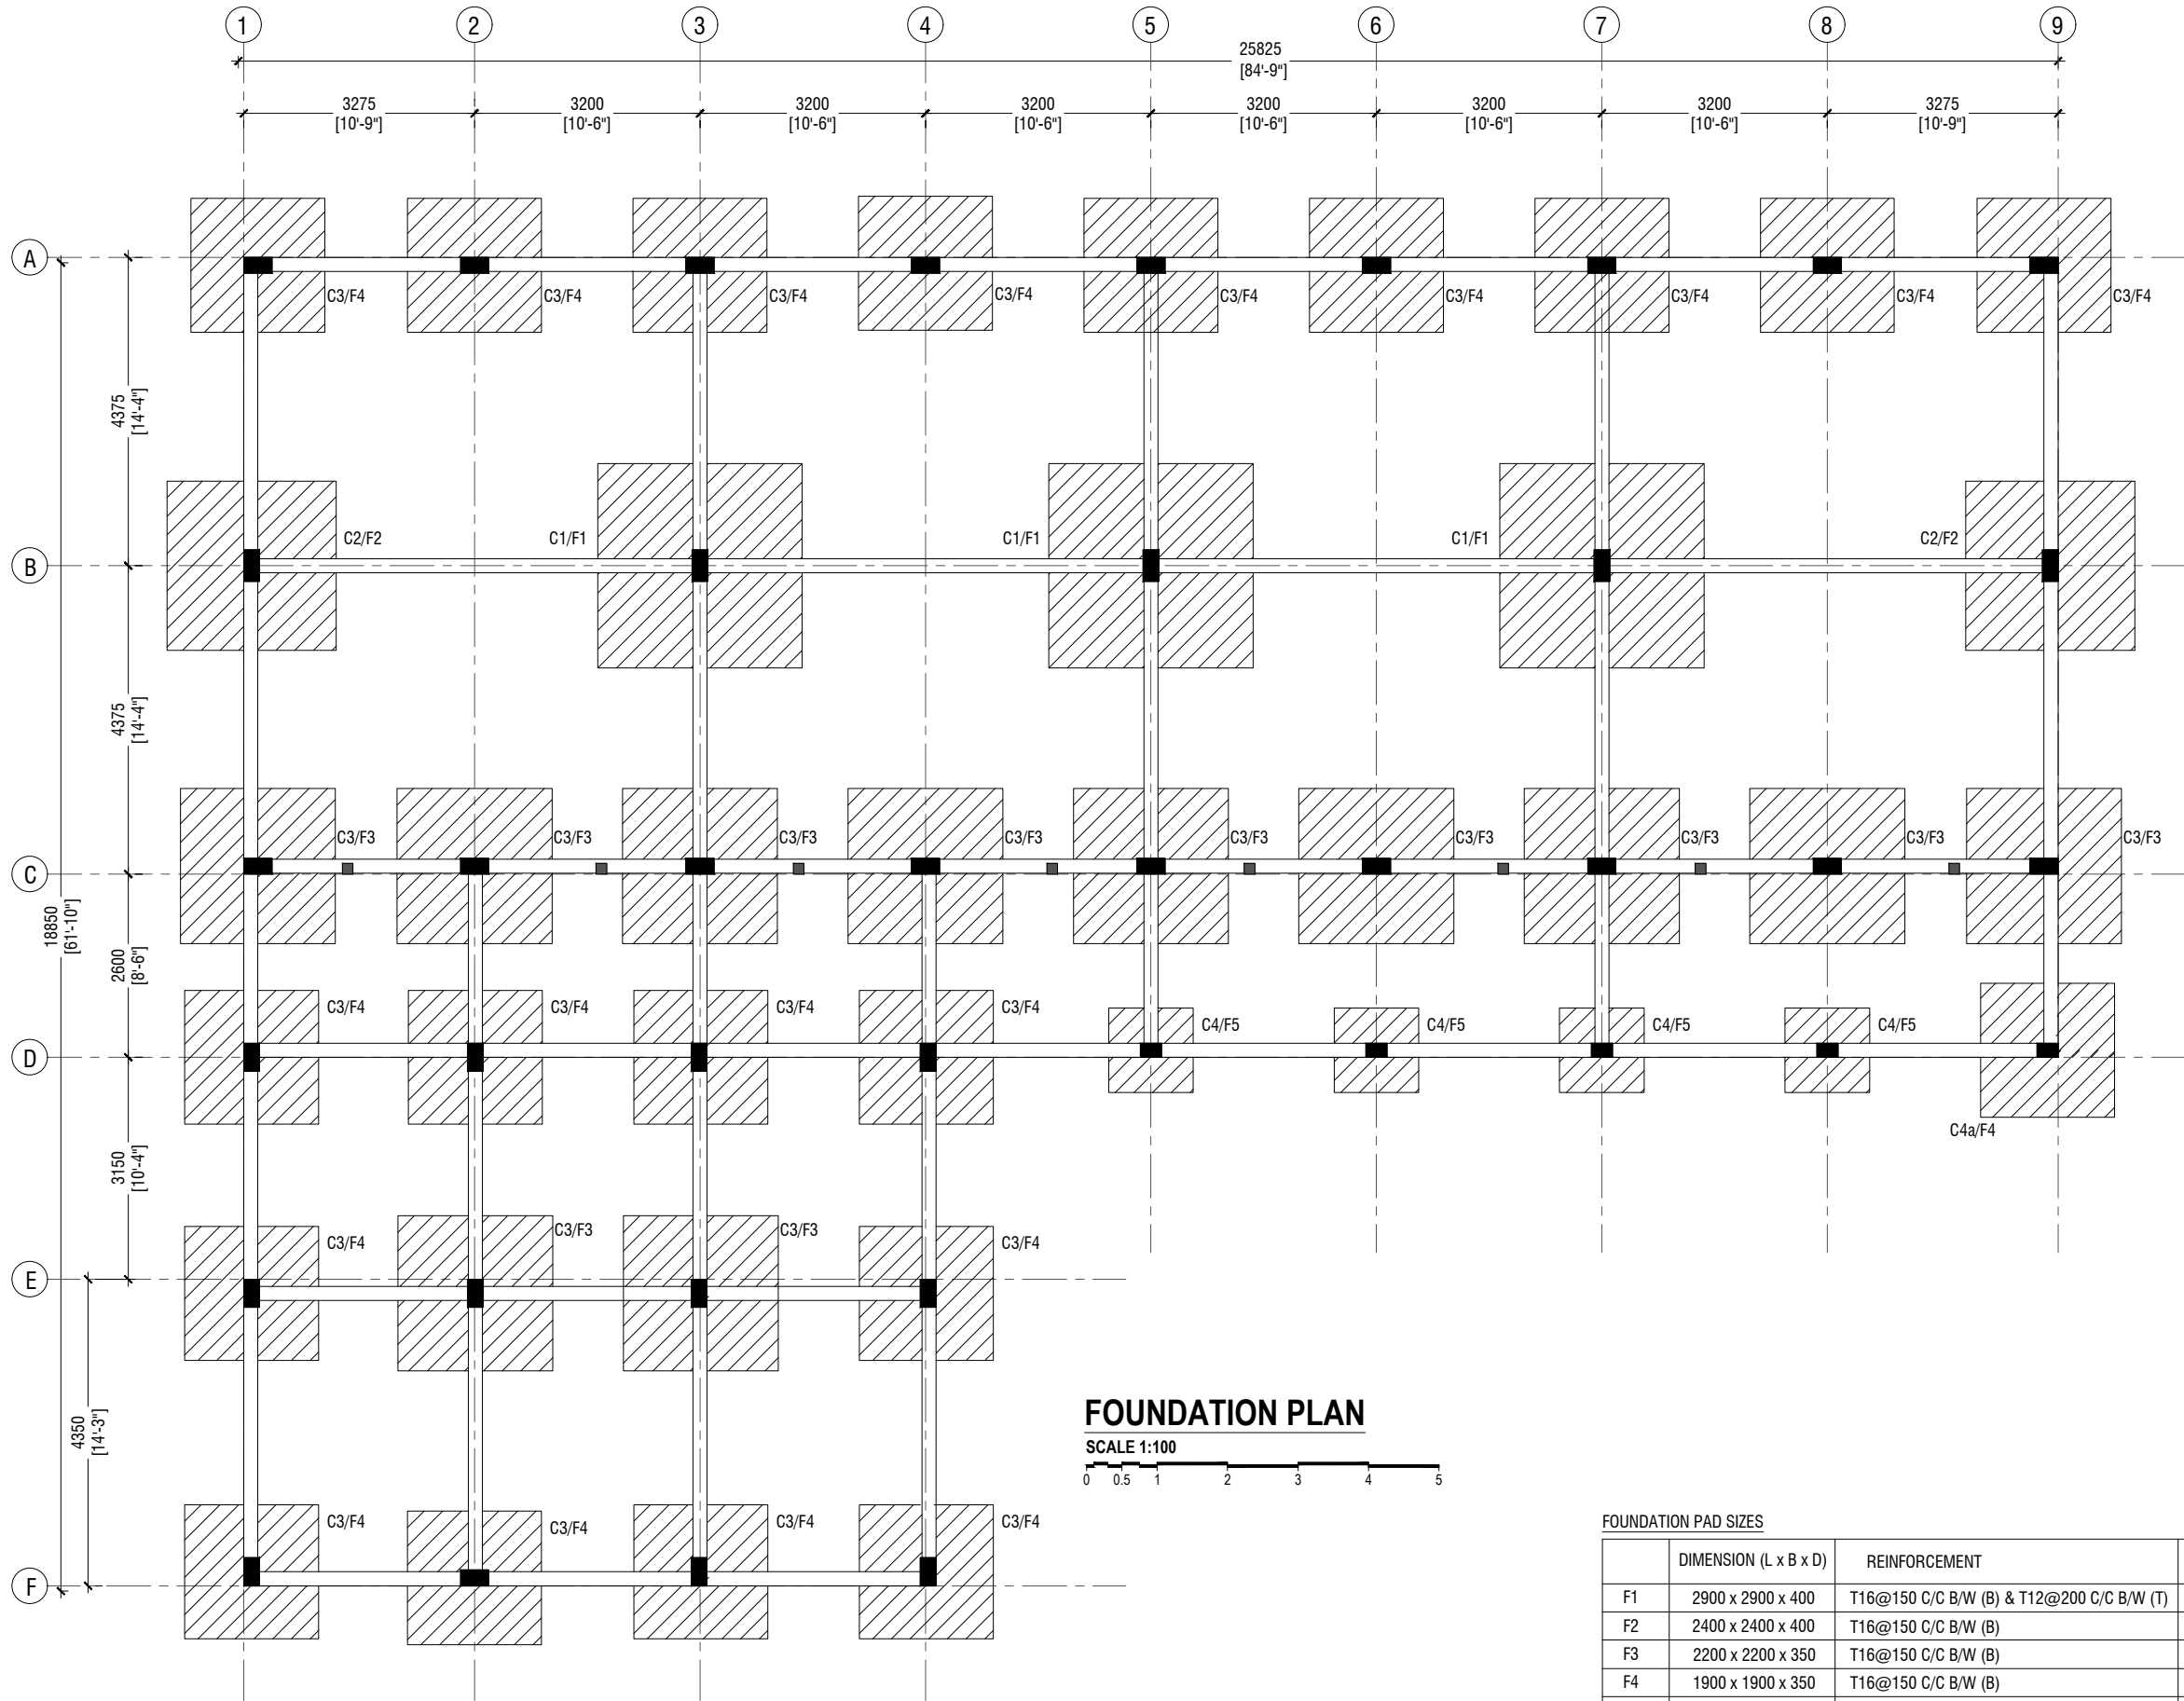 1 2 3 4 5 6 7 8 9
25825
[84'-9"]
3275 3200 3200 3200 3200 3200 3200 3275
[10'-9"] [10'-6"] [10'-6"] [10'-6"] [10'-6"] [10'-6"] [10'-6"] [10'-9"]
A
C3/F4 C3/F4 C3/F4 C3/F4 C3/F4 C3/F4 C3/F4 C3/F4 C3/F4
4375
[14'-4"]
C2/F2 C1/F1 C1/F1 C1/F1 C2/F2
B
4375
[14'-4"]
C3/F3 C3/F3 C3/F3 C3/F3 C3/F3 C3/F3 C3/F3 C3/F3 C3/F3
C
18850
[61'-10"]
2600
[8'-6"]
C3/F4 C3/F4 C3/F4 C3/F4 C4/F5 C4/F5 C4/F5 C4/F5
D
C4a/F4
3150
[10'-4"]
C3/F4 C3/F3 C3/F3 C3/F4
E
4350
[14'-3"]
FOUNDATION PLAN
SCALE 1:100
0 0.5 1 2 3 4 5
C3/F4 C3/F4 C3/F4 C3/F4
F
FOUNDATION PAD SIZES
DIMENSION (L x B x D) REINFORCEMENT
F1 2900 x 2900 x 400 T16@150 C/C B/W (B) & T12@200 C/C B/W (T)
F2 2400 x 2400 x 400 T16@150 C/C B/W (B)
F3 2200 x 2200 x 350 T16@150 C/C B/W (B)
F4 1900 x 1900 x 350 T16@150 C/C B/W (B)